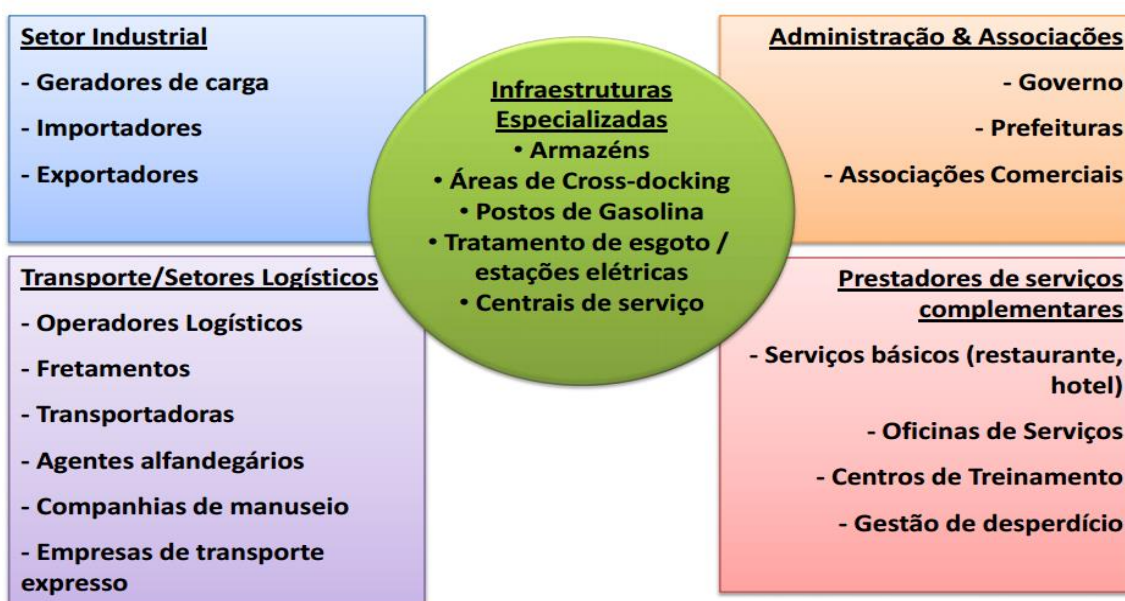 Setor Industrial
- Geradores de carga
- Importadores
- Exportadores
Infraestruturas
Especializadas
• Armazéns
• Áreas de Cross-docking
• Postos de Gasolina
• Tratamento de esgoto /
estações elétricas
• Centrais de serviço
Administração & Associações
- Governo
- Prefeituras
- Associações Comerciais
Transporte/Setores Logísticos
- Operadores Logísticos
- Fretamentos
- Transportadoras
- Agentes alfandegários
- Companhias de manuseio
- Empresas de transporte
expresso
Prestadores de serviços
complementares
- Serviços básicos (restaurante,
hotel)
- Oficinas de Serviços
- Centros de Treinamento
- Gestão de desperdício